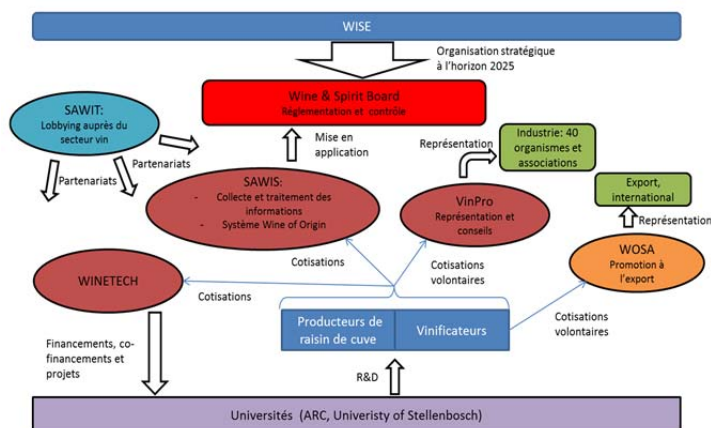 WISE
Organisation stratégique
à l'horizon 2025
Wine & Spirit Board
Réglementation et contrôle
SAWIT:
Lobbying auprès du
secteur vin
Partenariats
Partenariats
Mise en
application
Représentation
Industrie: 40
organismes et
associations
SAWIS:
- Collecte et traitement des
informations
- Système Wine of Origin
VinPro
Représentation et
conseils
Export,
international
Représentation
WOSA
Promotion à
l'export
WINETECH
Cotisations
Cotisations
Cotisations
volontaires
Cotisations
volontaires
Producteurs de
raisin de cuve
Vinificateurs
Financements, co-
financements et
projets
R&D
Universités (ARC, Univeristy of Stellenbosch)